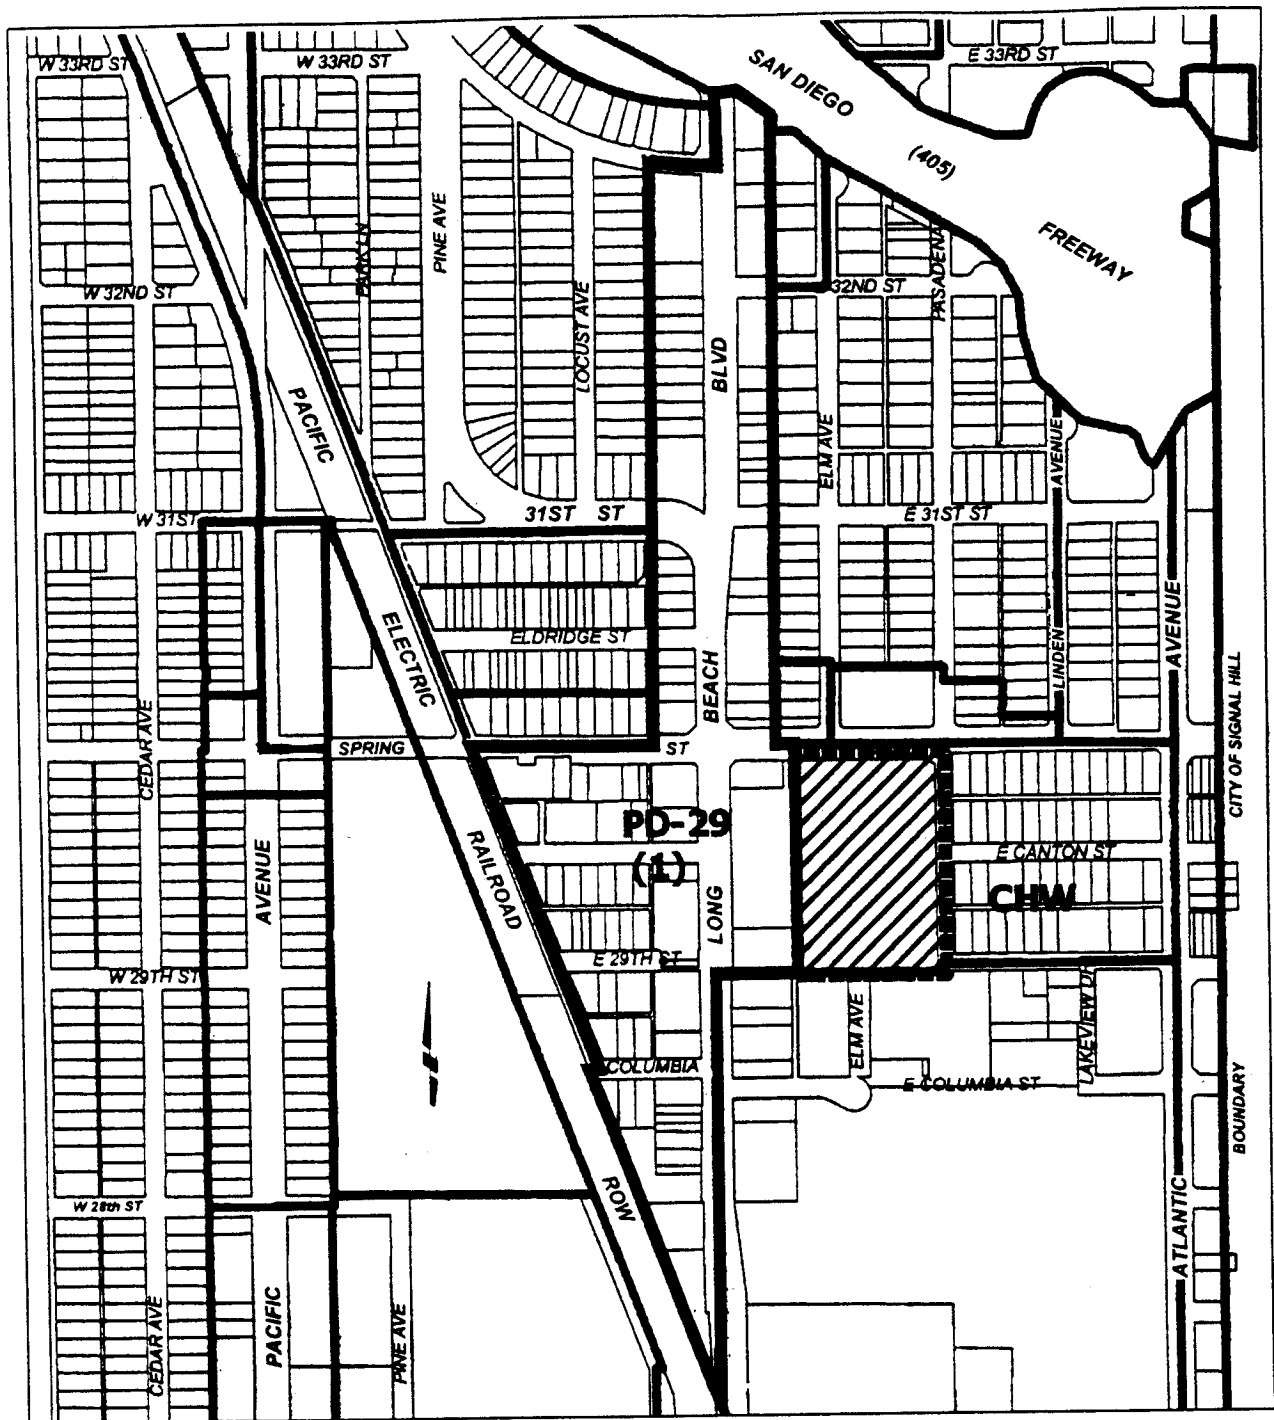 W 33RD ST
W 33RD ST
SAN DIEGO
E 33RD ST
(405)
FREEWAY
PINE AVE
PARK LN
PASADENA
W 32ND ST
32ND ST
LOCUST AVE
BLVD
PACIFIC
ELM AVE
AVENUE
W 31ST
31ST ST
E 31ST ST
ELECTRIC
ELDRIDGE ST
BEACH
LINDEN
AVENUE
CITY OF SIGNAL HILL
CEDAR AVE
SPRING
ST
PD-29
(1)
AVENUE
RAILROAD
E CANTON ST
CHW
LONG
W 29TH ST
E 29TH ST
ELM AVE
LAKEVIEW DR
COLUMBIA
E COLUMBIA ST
BOUNDARY
W 28th ST
ROW
ATLANTIC
CEDAR AVE
PACIFIC
PINE AVE